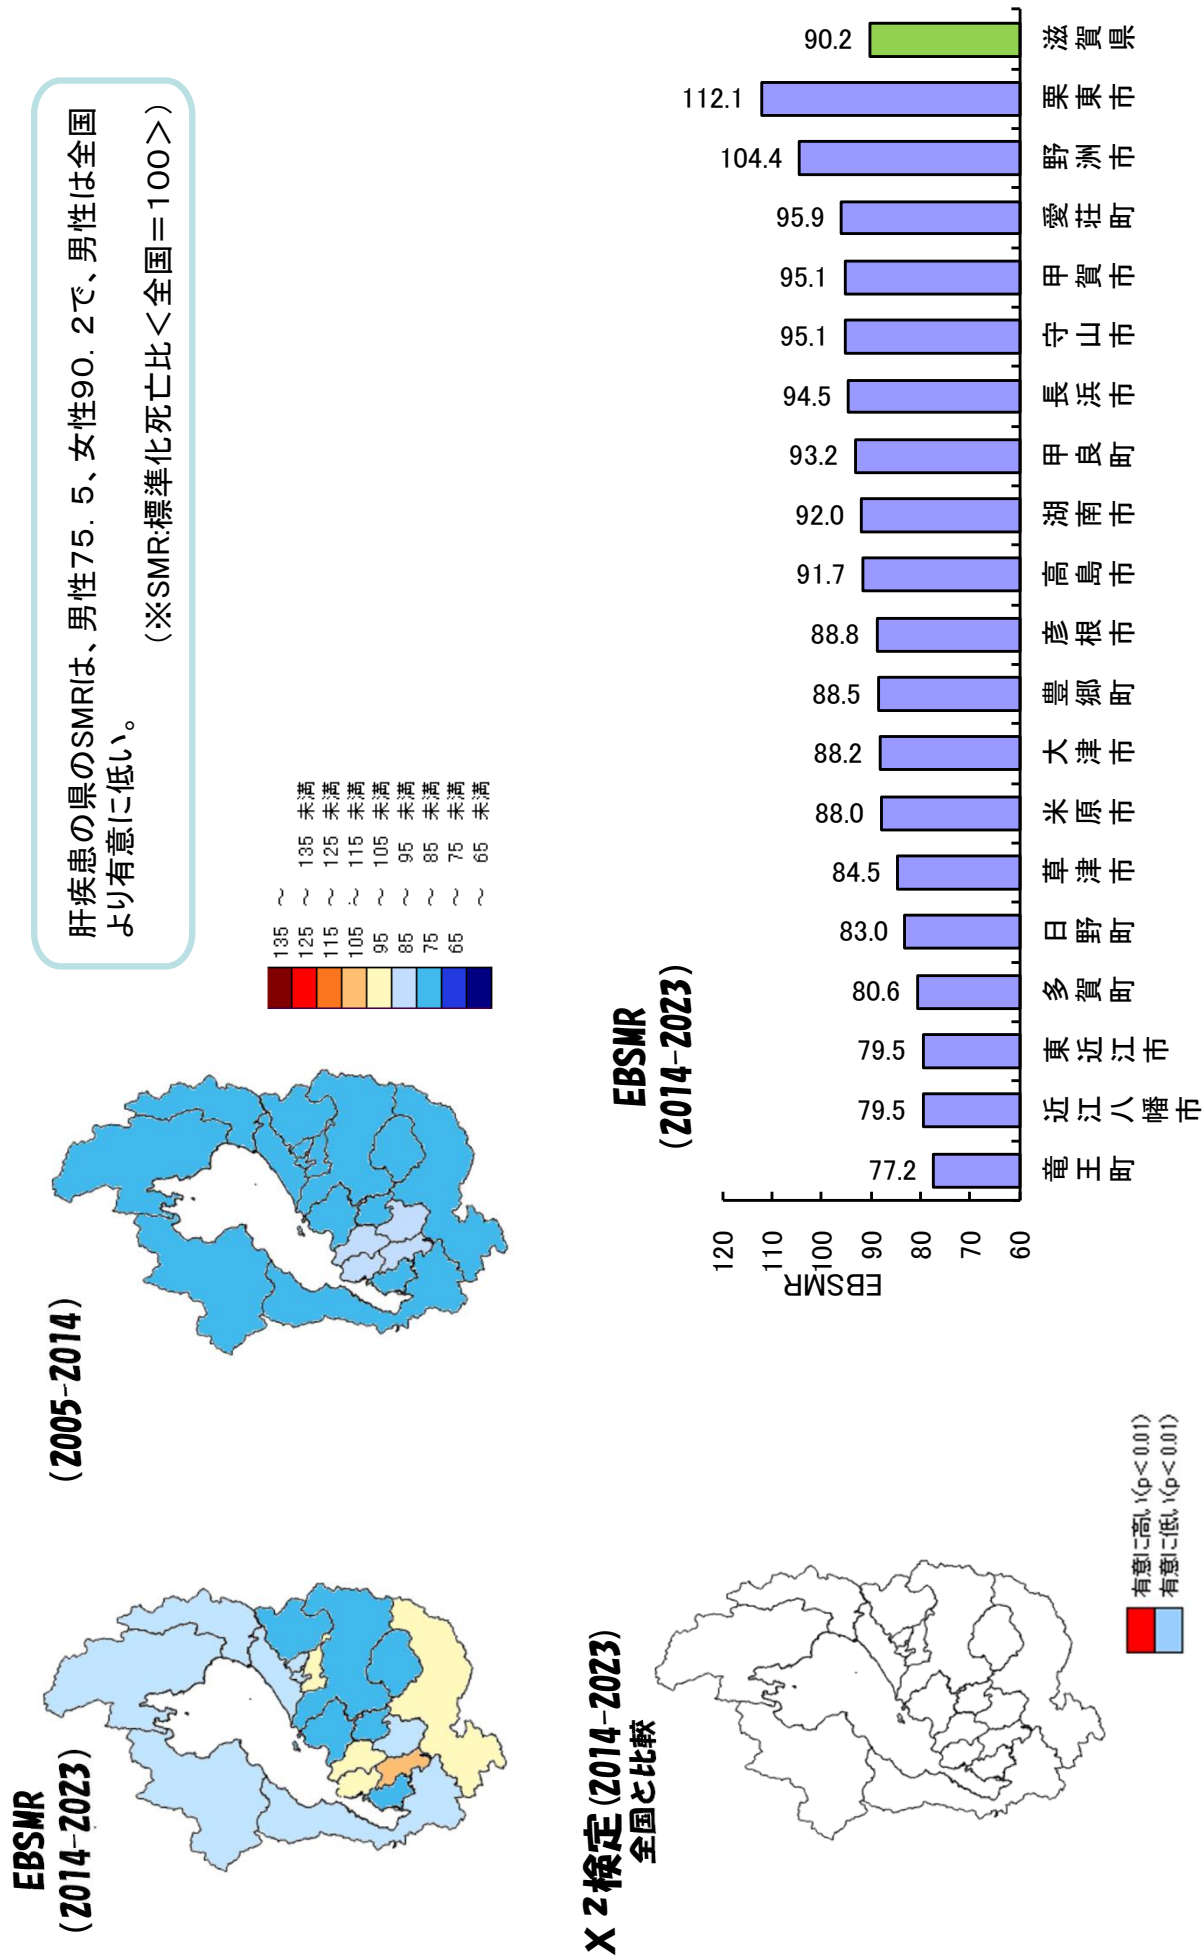 EBSMR
(2014-2023)
(2005-2014)
肝疾患の県のSMRは、男性75．5、女性90．2で、男性は全国
より有意に低い。
（※SMR:標準化死亡比＜全国＝100＞）
135 ～
125 ～ 135 未満
115 ～ 125 未満
105 ～ 115 未満
95 ～ 105 未満
85 ～ 95 未満
75 ～ 85 未満
65 ～ 75 未満
～ 65 未満
X²検定(2014-2023)
全国と比較
有意に高い(p<0.01)
有意に低い(p<0.01)
EBSMR
(2014-2023)
EBSMR
120
110
100
90
80
70
60
77.2
79.5
79.5
80.6
83.0
84.5
88.0
88.2
88.5
88.8
91.7
92.0
93.2
94.5
95.1
95.1
95.9
104.4
112.1
90.2
竜王町
近江八幡市
東近江市
多賀町
日野町
草津市
米原市
大津市
豊郷町
彦根市
高島市
湖南市
甲良町
長浜市
守山市
甲賀市
愛荘町
野洲市
栗東市
滋賀県